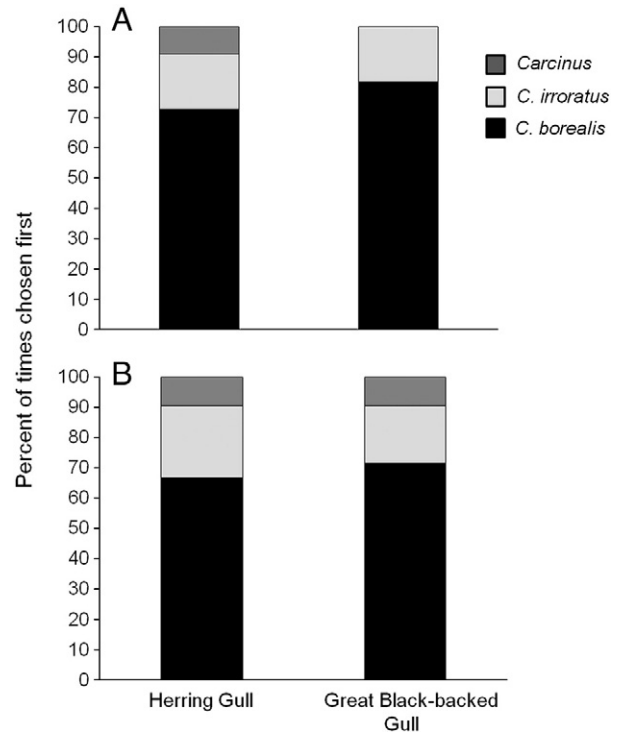 A
100
90
80
70
60
50
40
30
20
10
0
Carcinus
C. irroratus
C. borealis
Percent of times chosen first
B
100
90
80
70
60
50
40
30
20
10
0
Herring Gull
Great Black-backed
Gull